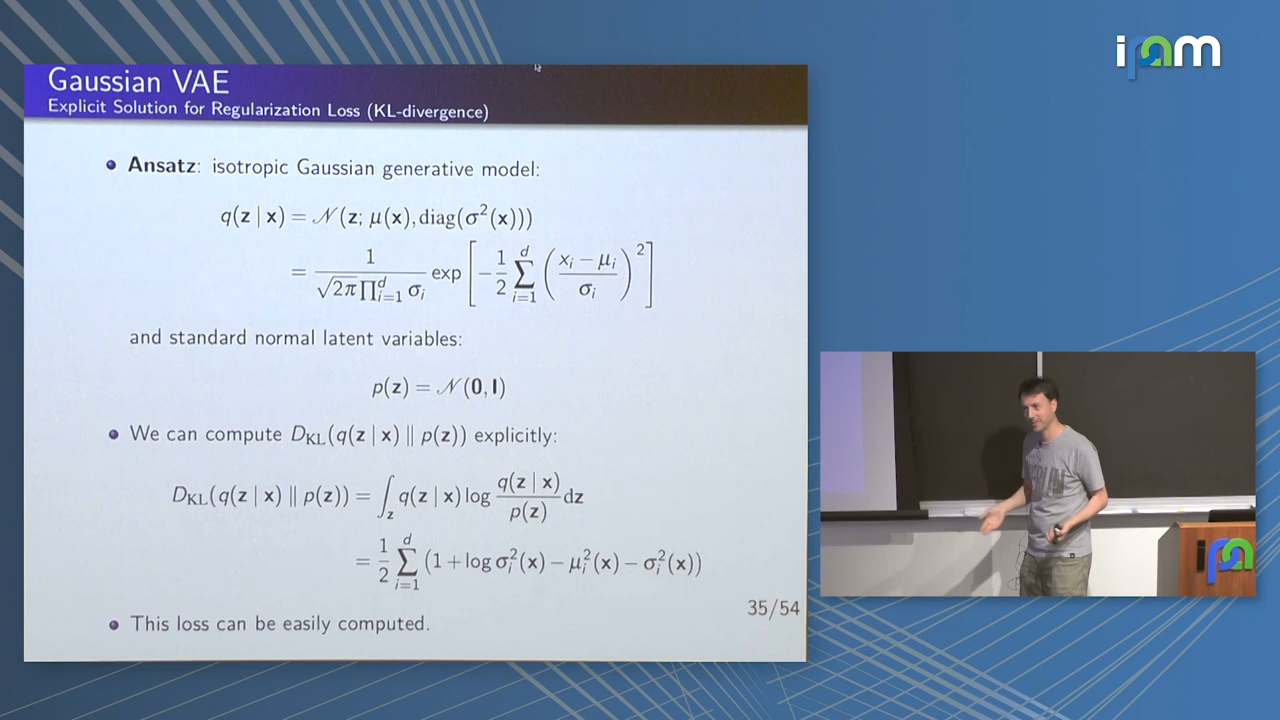 ipam
Gaussian VAE
Explicit Solution for Regularization Loss (KL-divergence)
• Ansatz: isotropic Gaussian generative model:
q(z | x) = 𝒩(z; μ(x), diag(σ²(x)))
= 1/(√2π ∏ᵢ₌₁ᵈ σᵢ) exp[−1/2 ∑ᵢ₌₁ᵈ ((xᵢ − μᵢ)/σᵢ)²]
and standard normal latent variables:
p(z) = 𝒩(0, I)
• We can compute D_KL(q(z | x) ∥ p(z)) explicitly:
D_KL(q(z | x) ∥ p(z)) = ∫_z q(z | x) log q(z | x)/p(z) dz
= 1/2 ∑ᵢ₌₁ᵈ (1 + log σᵢ²(x) − μᵢ²(x) − σᵢ²(x))
35/54
• This loss can be easily computed.